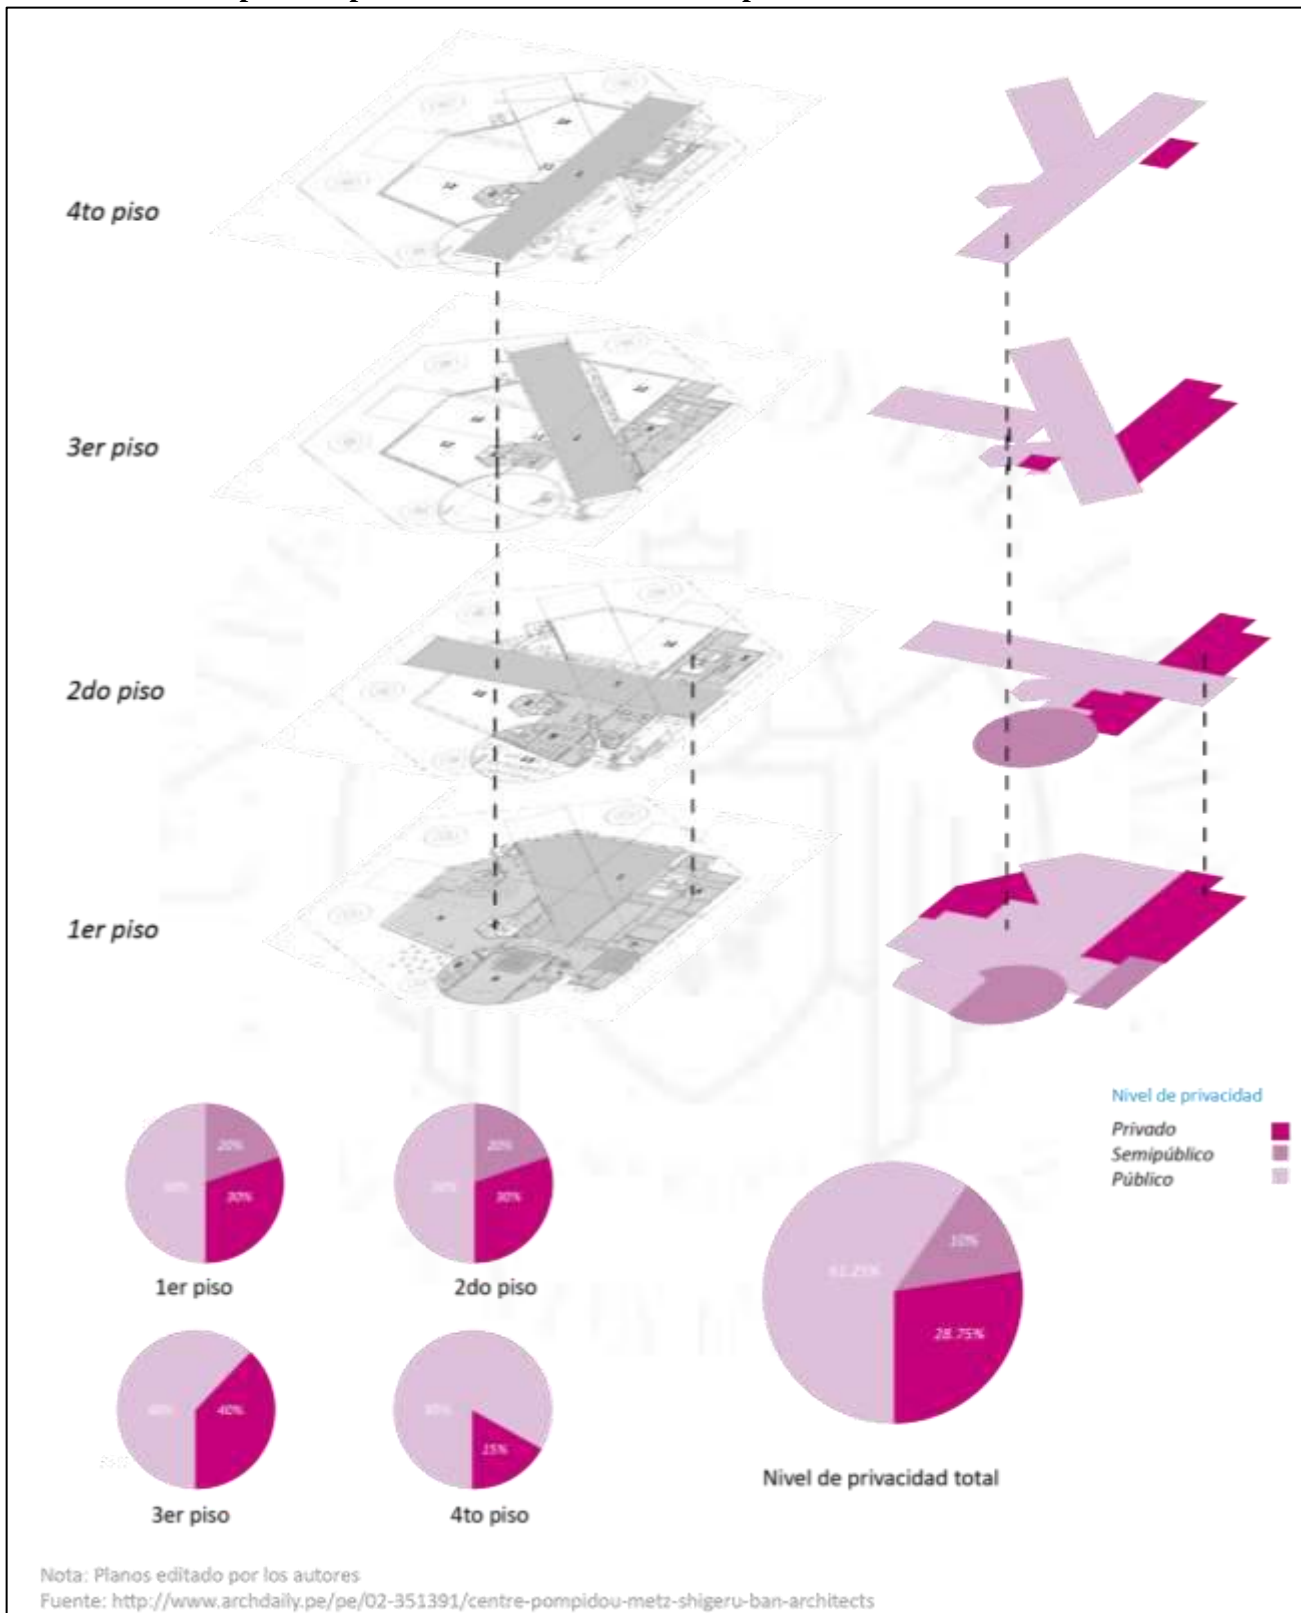 4to piso
3er piso
2do piso
1er piso
Nivel de privacidad
Privado
Semipúblico
Público
20%
30%
1er piso
20%
30%
2do piso
40%
3er piso
15%
4to piso
61.25%
10%
28.75%
Nivel de privacidad total
Nota: Planos editado por los autores
Fuente: http://www.archdaily.pe/pe/02-351391/centre-pompidou-metz-shigeru-ban-architects